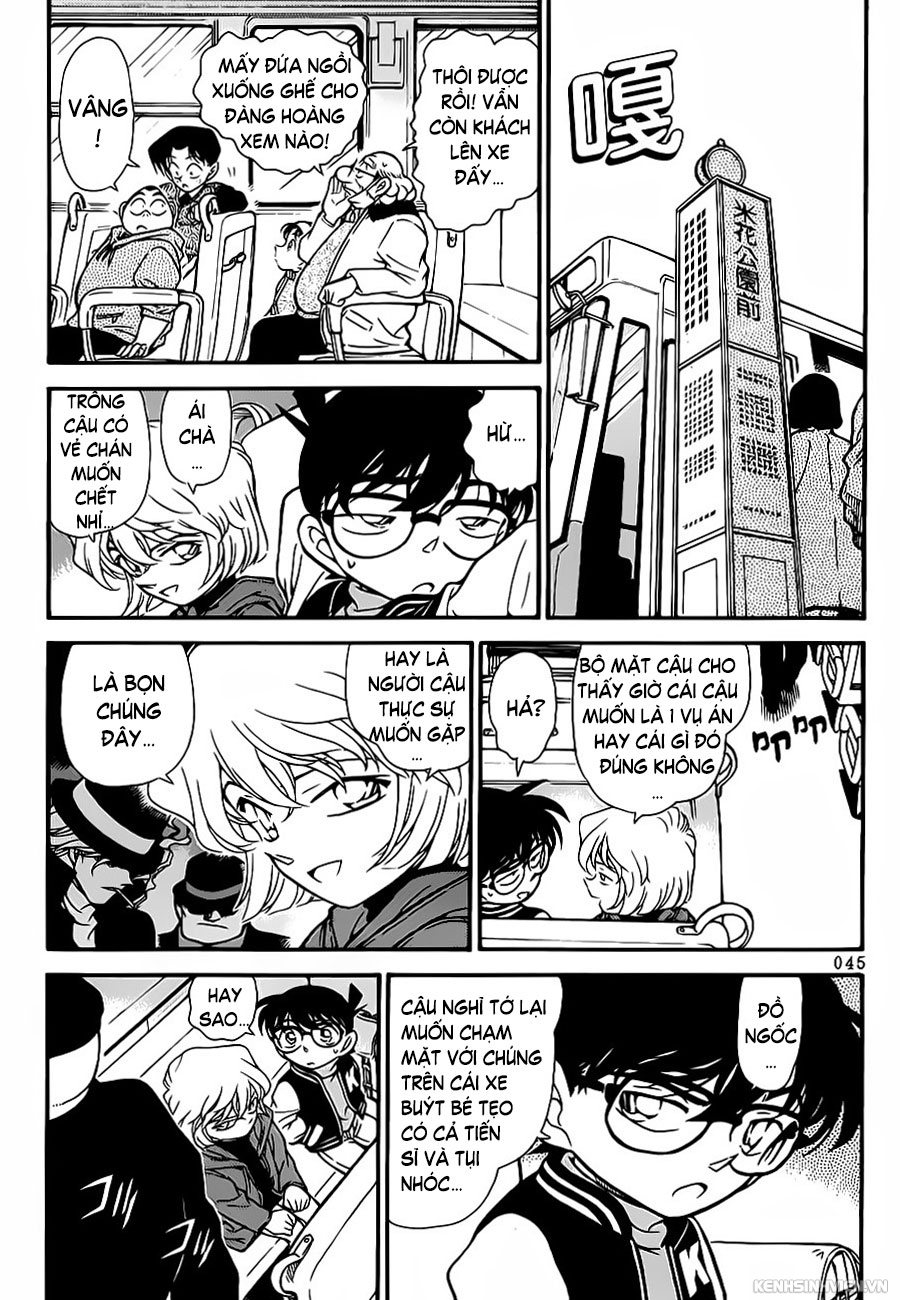 嘎
米花公園前
THÔI ĐƯỢC
RỒI! VẪN
CÒN KHÁCH
LÊN XE
ĐẤY...
MẤY ĐỨA NGỒI
XUỐNG GHẾ CHO
ĐÀNG HOÀNG
XEM NÀO!
VÂNG
!
HỪ...
ÁI
CHÀ
...
TRÔNG
CẬU CÓ
VẺ CHÁN
MUỐN
CHẾT
NHỈ...
叩 叩
BỘ MẶT CẬU CHO
THẤY GIỜ CÁI CẬU
MUỐN LÀ 1 VỤ ÁN
HAY CÁI GÌ ĐÓ
ĐÚNG KHÔNG
...
HẢ?
HAY LÀ
NGƯỜI CẬU
THỰC SỰ
MUỐN GẶP
...
LÀ BỌN
CHÚNG
ĐÂY...
045
ĐỒ
NGỐC...
CẬU NGHĨ TỚ LẠI
MUỐN CHẠM
MẶT VỚI CHÚNG
TRÊN CÁI XE
BUÝT BÉ TẸO
CÓ CẢ TIẾN
SĨ VÀ TỤI
NHÓC...
HAY
SAO...
KENHSINHVIEN.VN